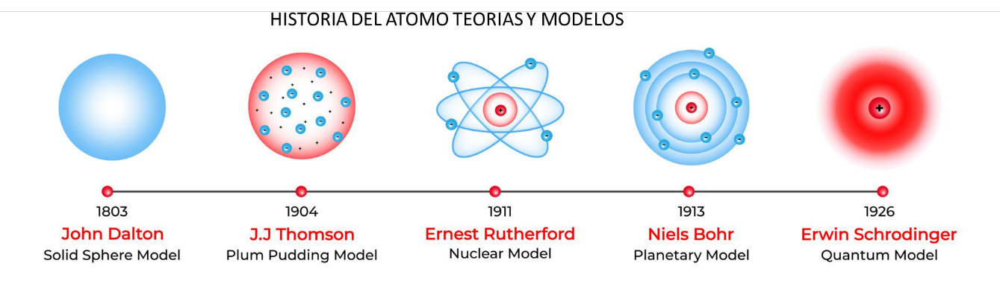 HISTORIA DEL ATOMO TEORIAS Y MODELOS
1803
John Dalton
Solid Sphere Model
1904
J.J Thomson
Plum Pudding Model
1911
Ernest Rutherford
Nuclear Model
1913
Niels Bohr
Planetary Model
1926
Erwin Schrodinger
Quantum Model